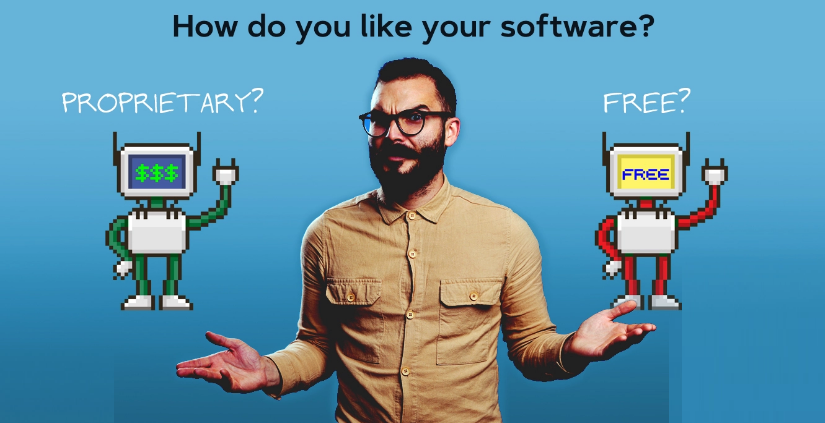 How do you like your software?
PROPRIETARY?
FREE?
$$$
FREE